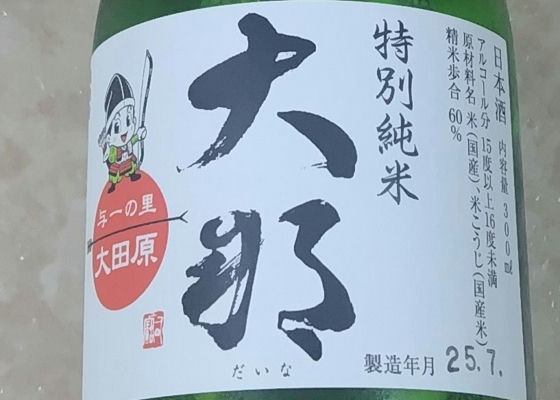 日本酒 内容量 300㎖
アルコール分 15度以上16度未満
原材料名 米(国産)、米こうじ(国産米)
精米歩合 60%
特別純米
大那
だいな
与一の里
大田原
製造年月 25.7.